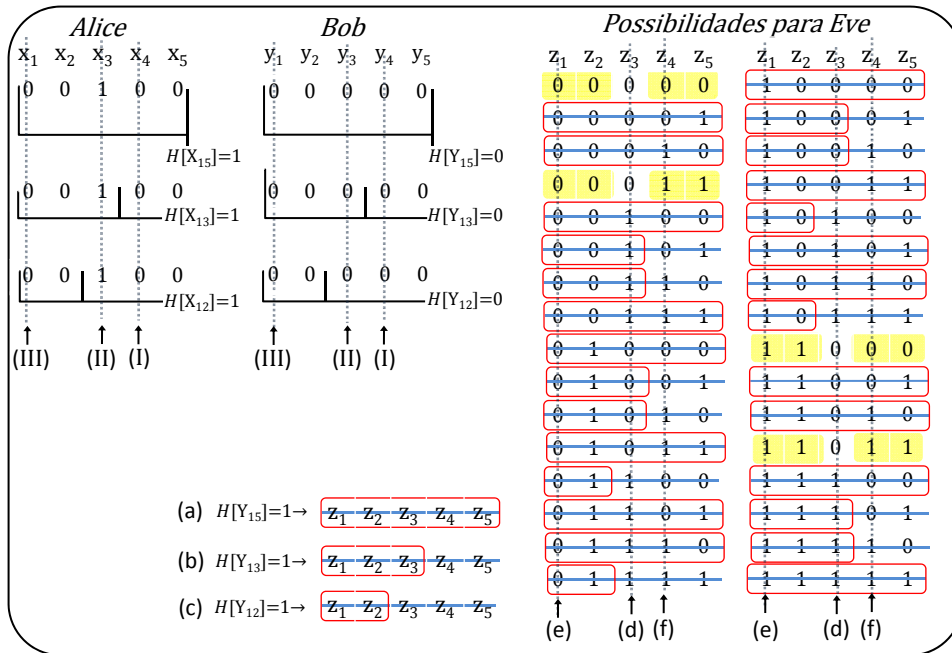 Alice
x1 x2 x3 x4 x5
0 0 1 0 0
H[X15]=1
0 0 1 0 0
H[X13]=1
0 0 1 0 0
H[X12]=1
(III) (II) (I)
Bob
y1 y2 y3 y4 y5
0 0 0 0 0
H[Y15]=0
0 0 0 0 0
H[Y13]=0
0 0 0 0 0
H[Y12]=0
(III) (II) (I)
(a) H[Y15]=1→ z1 z2 z3 z4 z5
(b) H[Y13]=1→ z1 z2 z3 z4 z5
(c) H[Y12]=1→ z1 z2 z3 z4 z5
Possibilidades para Eve
z1 z2 z3 z4 z5
0 0 0 0 0
0 0 0 0 1
0 0 0 1 0
0 0 0 1 1
0 0 1 0 0
0 0 1 0 1
0 0 1 1 0
0 0 1 1 1
0 1 0 0 0
0 1 0 0 1
0 1 0 1 0
0 1 0 1 1
0 1 1 0 0
0 1 1 0 1
0 1 1 1 0
0 1 1 1 1
(e) (d) (f)
z1 z2 z3 z4 z5
1 0 0 0 0
1 0 0 0 1
1 0 0 1 0
1 0 0 1 1
1 0 1 0 0
1 0 1 0 1
1 0 1 1 0
1 0 1 1 1
1 1 0 0 0
1 1 0 0 1
1 1 0 1 0
1 1 0 1 1
1 1 1 0 0
1 1 1 0 1
1 1 1 1 0
1 1 1 1 1
(e) (d) (f)